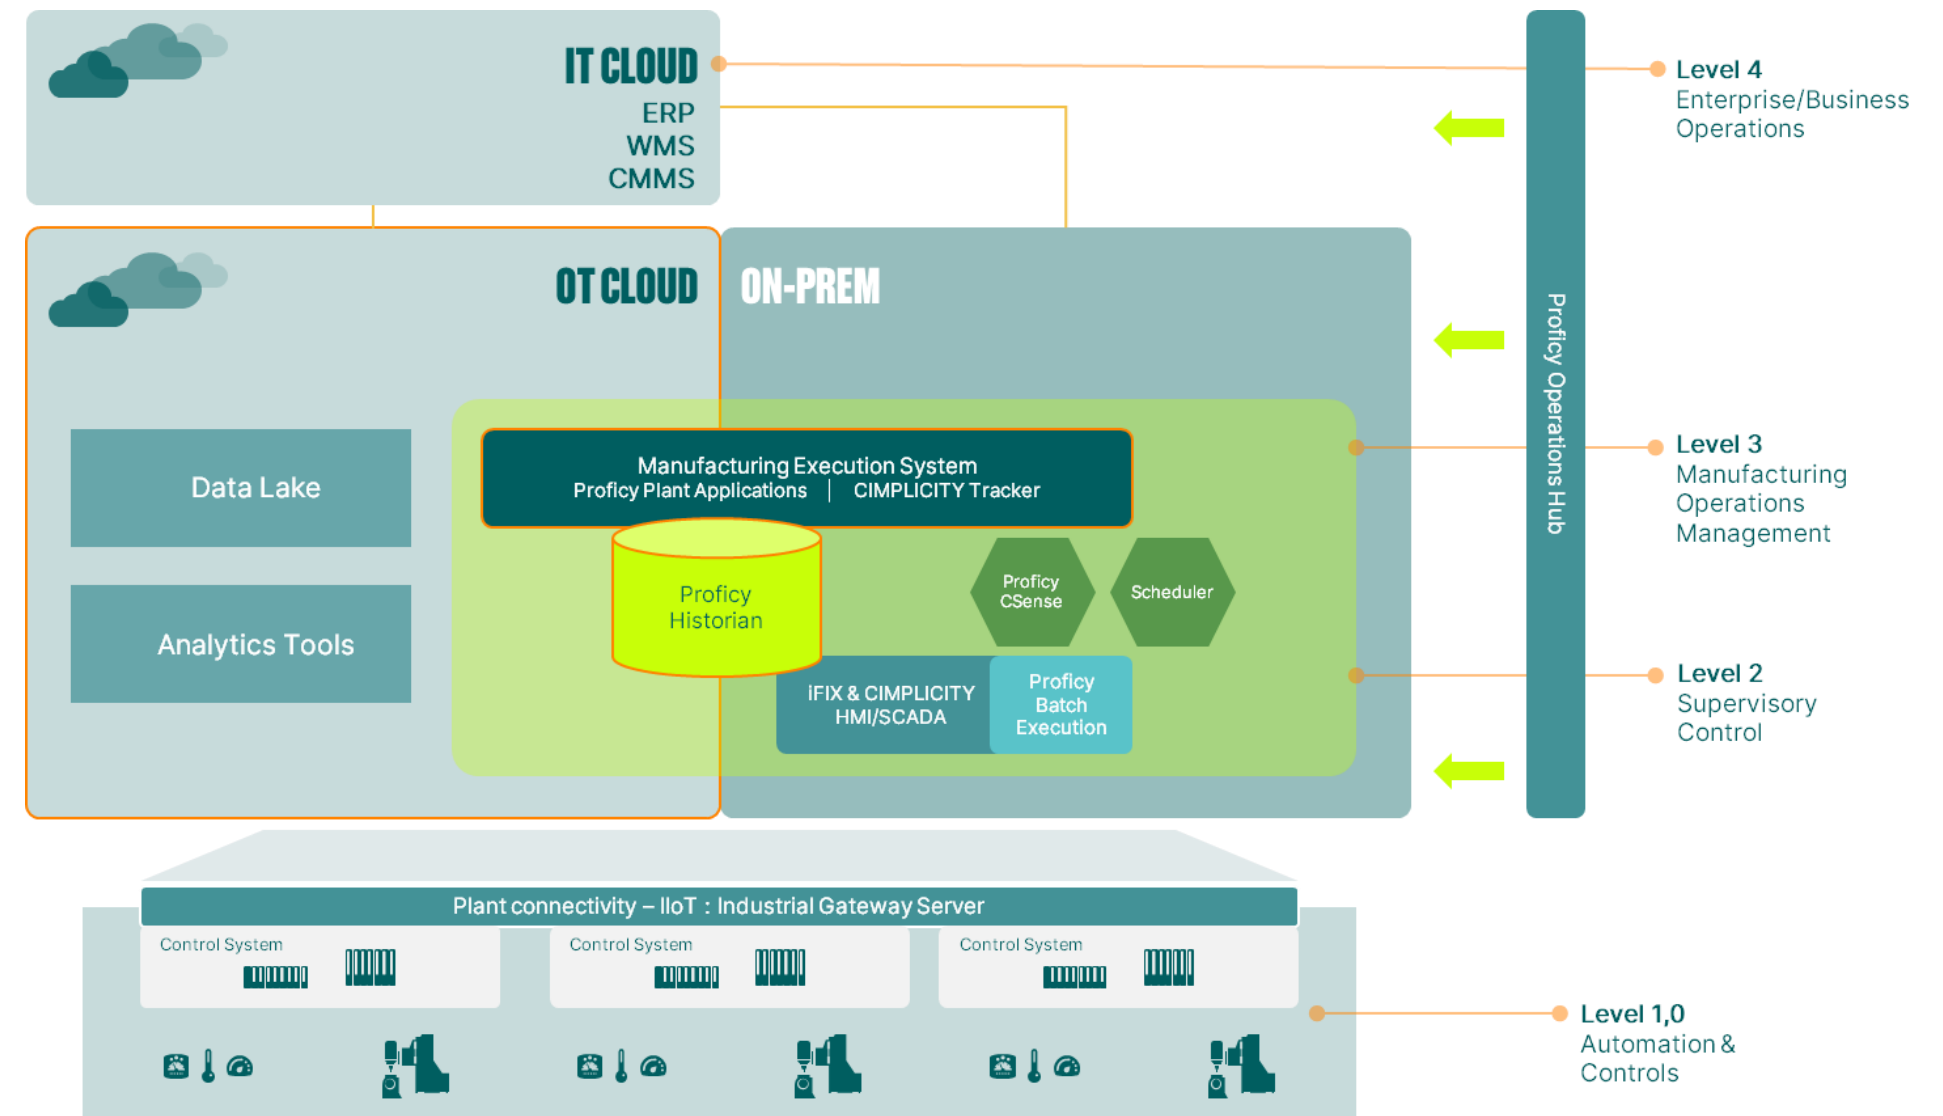 IT CLOUD
ERP
WMS
CMMS
Level 4
Enterprise/Business
Operations
OT CLOUD
ON-PREM
Proficy Operations Hub
Data Lake
Analytics Tools
Manufacturing Execution System
Proficy Plant Applications | CIMPLICITY Tracker
Proficy
Historian
Proficy
CSense
Scheduler
iFIX & CIMPLICITY
HMI/SCADA
Proficy
Batch
Execution
Level 3
Manufacturing
Operations
Management
Level 2
Supervisory
Control
Plant connectivity – IIoT : Industrial Gateway Server
Control System
Control System
Control System
Level 1,0
Automation &
Controls